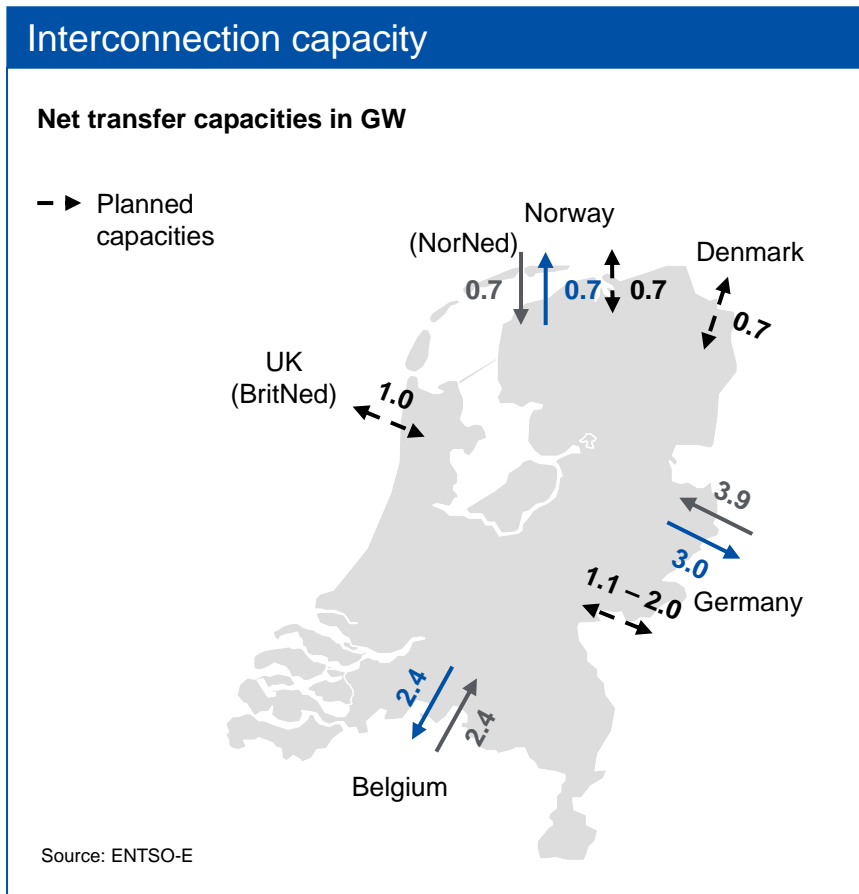 Interconnection capacity
Net transfer capacities in GW
Planned
capacities
Norway
(NorNed)
Denmark
0.7
0.7
0.7
0.7
UK
(BritNed)
1.0
3.9
3.0
1.1 – 2.0
Germany
2.4
2.4
Belgium
Source: ENTSO-E